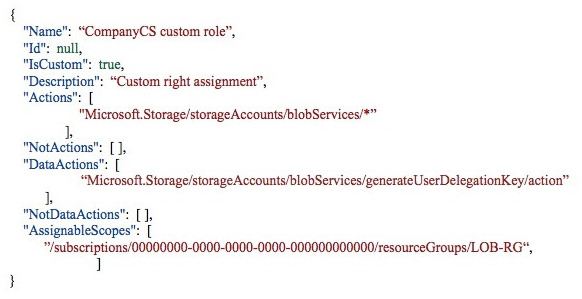 {
"Name": “CompanyCS custom role”,
"Id": null,
"IsCustom": true,
"Description": “Custom right assignment”,
"Actions": [
“Microsoft.Storage/storageAccounts/blobServices/*”
],
"NotActions": [ ],
"DataActions": [
“Microsoft.Storage/storageAccounts/blobServices/generateUserDelegationKey/action”
],
"NotDataActions": [ ],
"AssignableScopes": [
”/subscriptions/00000000-0000-0000-0000-000000000000/resourceGroups/LOB-RG“,
]
}